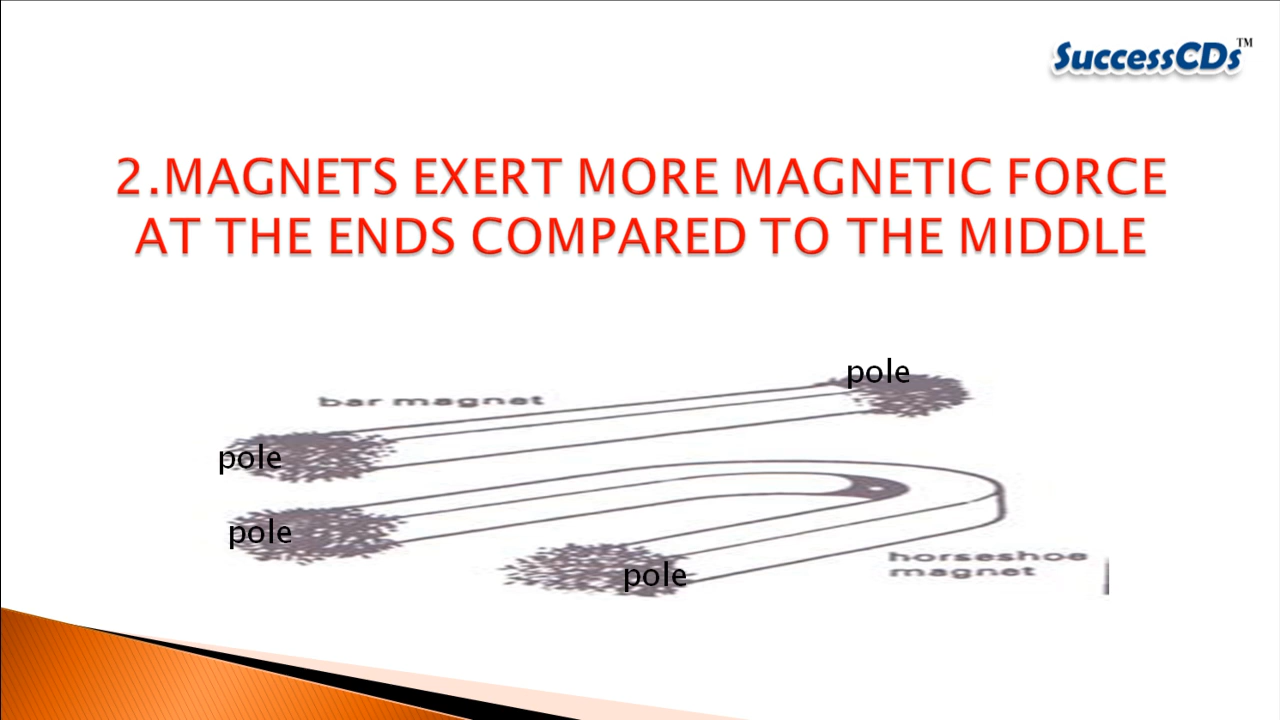 SuccessCDs™
2.MAGNETS EXERT MORE MAGNETIC FORCE
AT THE ENDS COMPARED TO THE MIDDLE
pole
bar magnet
pole
pole
pole
horseshoe
magnet